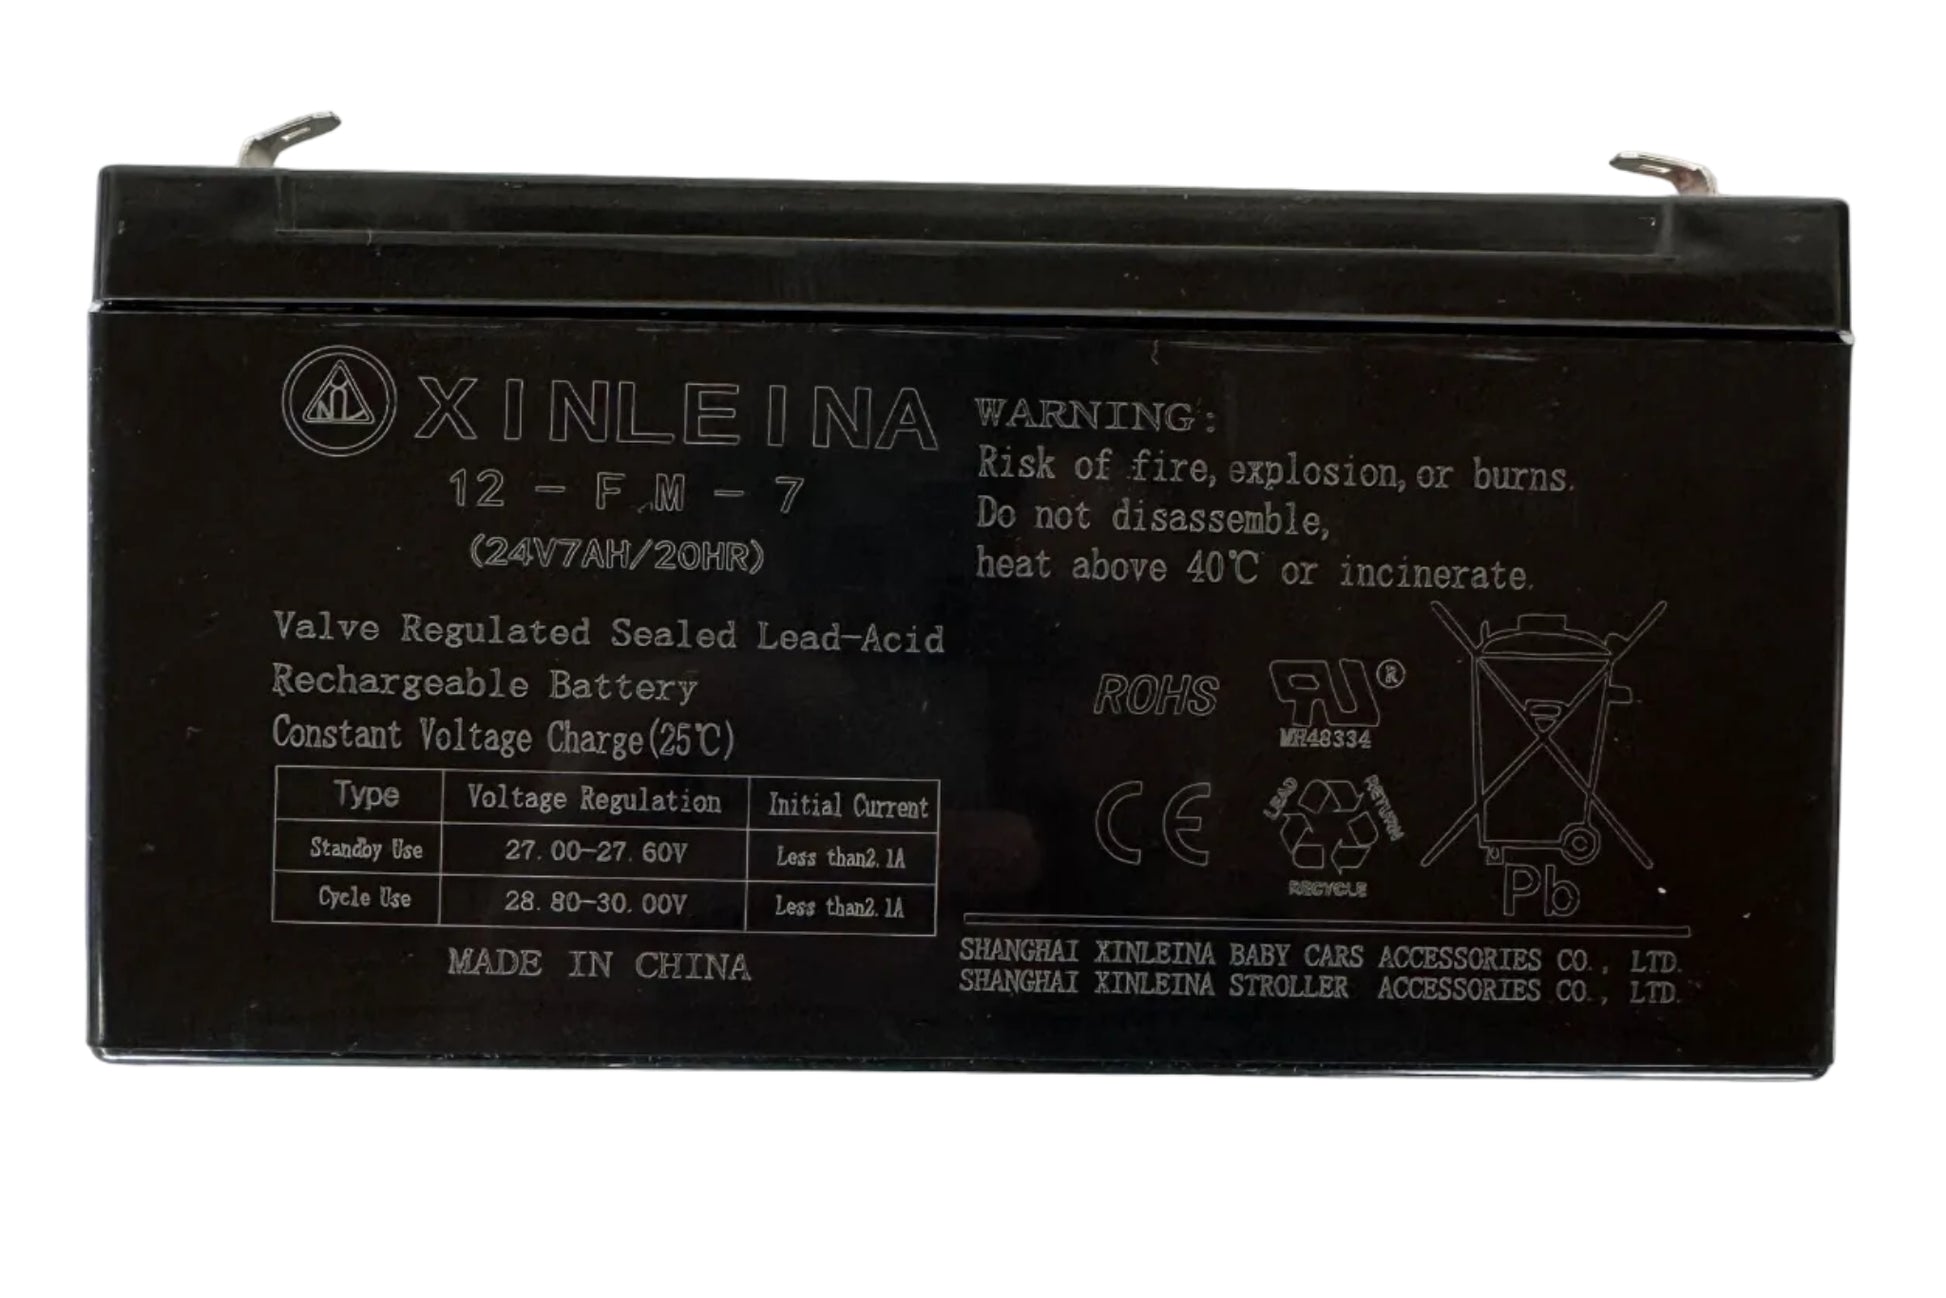 XINLEINA
12-FM-7
(24V7AH/20HR)
Valve Regulated Sealed Lead-Acid
Rechargeable Battery
Constant Voltage Charge(25℃)
Type Voltage Regulation Initial Current
Standby Use 27.00-27.60V Less than2.1A
Cycle Use 28.80-30.00V Less than2.1A
MADE IN CHINA
WARNING:
Risk of fire, explosion, or burns.
Do not disassemble,
heat above 40℃ or incinerate.
ROHS
MH48334
CE
LEAD
RETURN
RECYCLE
Pb
SHANGHAI XINLEINA BABY CARS ACCESSORIES CO., LTD.
SHANGHAI XINLEINA STROLLER ACCESSORIES CO., LTD.